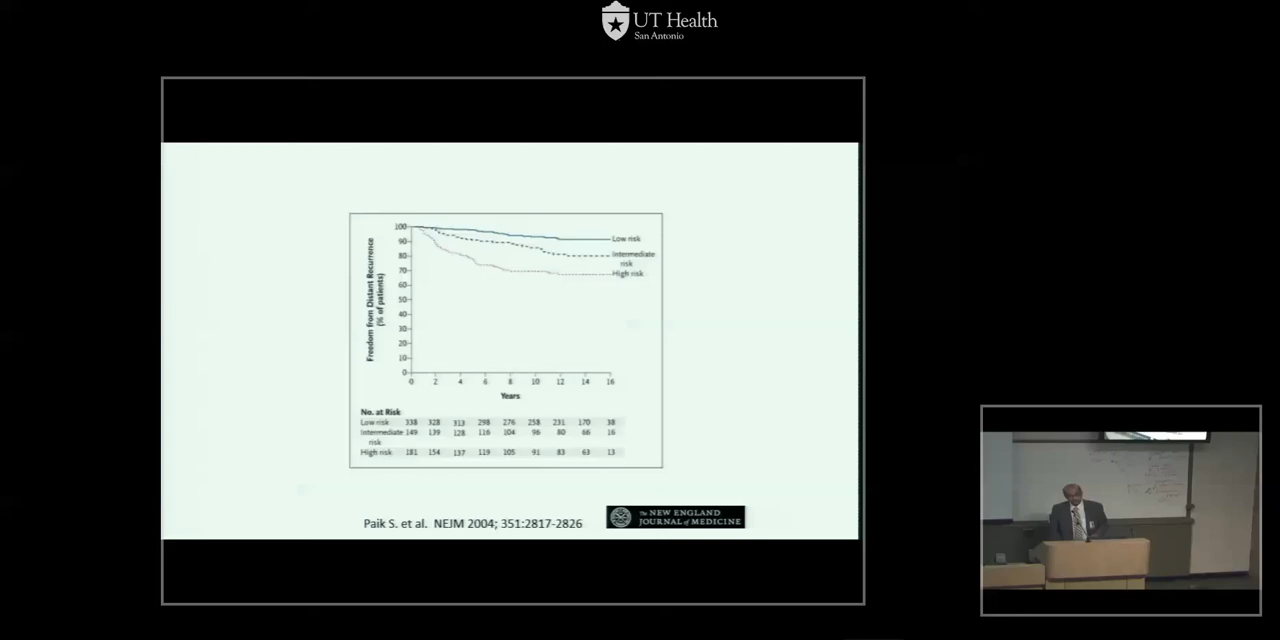 UT Health
San Antonio
100
90
80
70
60
50
40
30
20
10
0
Freedom from Distant Recurrence
(% of patients)
Low risk
Intermediate
risk
High risk
0 2 4 6 8 10 12 14 16
Years
No. at Risk
Low risk 338 328 313 298 276 258 231 170 38
Intermediate 149 139 128 116 104 96 80 66 16
risk
High risk 181 154 137 119 105 91 83 63 13
Paik S. et al. NEJM 2004; 351:2817-2826
The NEW ENGLAND
JOURNAL of MEDICINE